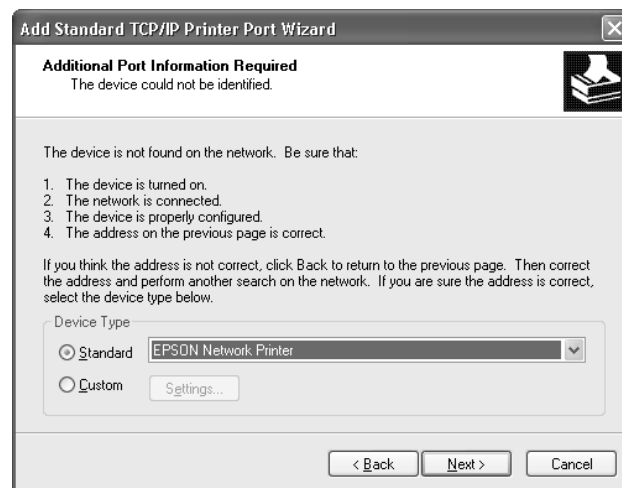 Add Standard TCP/IP Printer Port Wizard
Additional Port Information Required
The device could not be identified.
The device is not found on the network. Be sure that:
1. The device is turned on.
2. The network is connected.
3. The device is properly configured.
4. The address on the previous page is correct.
If you think the address is not correct, click Back to return to the previous page. Then correct
the address and perform another search on the network. If you are sure the address is correct,
select the device type below.
Device Type
Standard EPSON Network Printer
Custom Settings...
< Back Next > Cancel